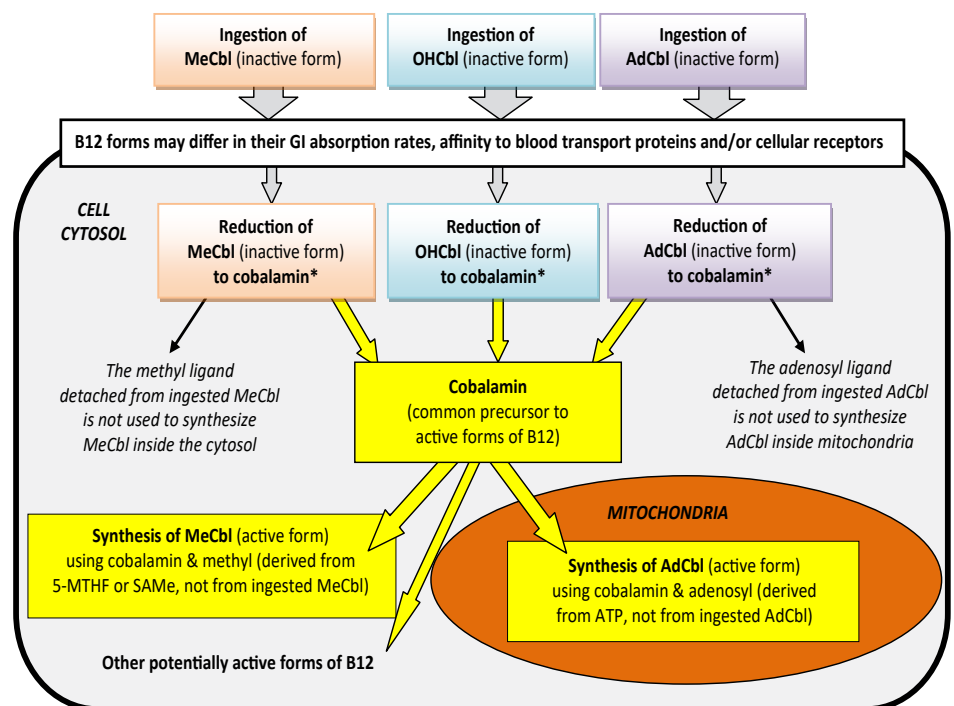 Ingestion of
MeCbl (inactive form)
Ingestion of
OHCbl (inactive form)
Ingestion of
AdCbl (inactive form)
B12 forms may differ in their GI absorption rates, affinity to blood transport proteins and/or cellular receptors
CELL
CYTOSOL
Reduction of
MeCbl (inactive form)
to cobalamin*
Reduction of
OHCbl (inactive form)
to cobalamin*
Reduction of
AdCbl (inactive form)
to cobalamin*
The methyl ligand
detached from ingested MeCbl
is not used to synthesize
MeCbl inside the cytosol
Cobalamin
(common precursor to
active forms of B12)
The adenosyl ligand
detached from ingested AdCbl
is not used to synthesize
AdCbl inside mitochondria
Synthesis of MeCbl (active form)
using cobalamin & methyl (derived from
5-MTHF or SAMe, not from ingested MeCbl)
MITOCHONDRIA
Synthesis of AdCbl (active form)
using cobalamin & adenosyl (derived
from ATP, not from ingested AdCbl)
Other potentially active forms of B12